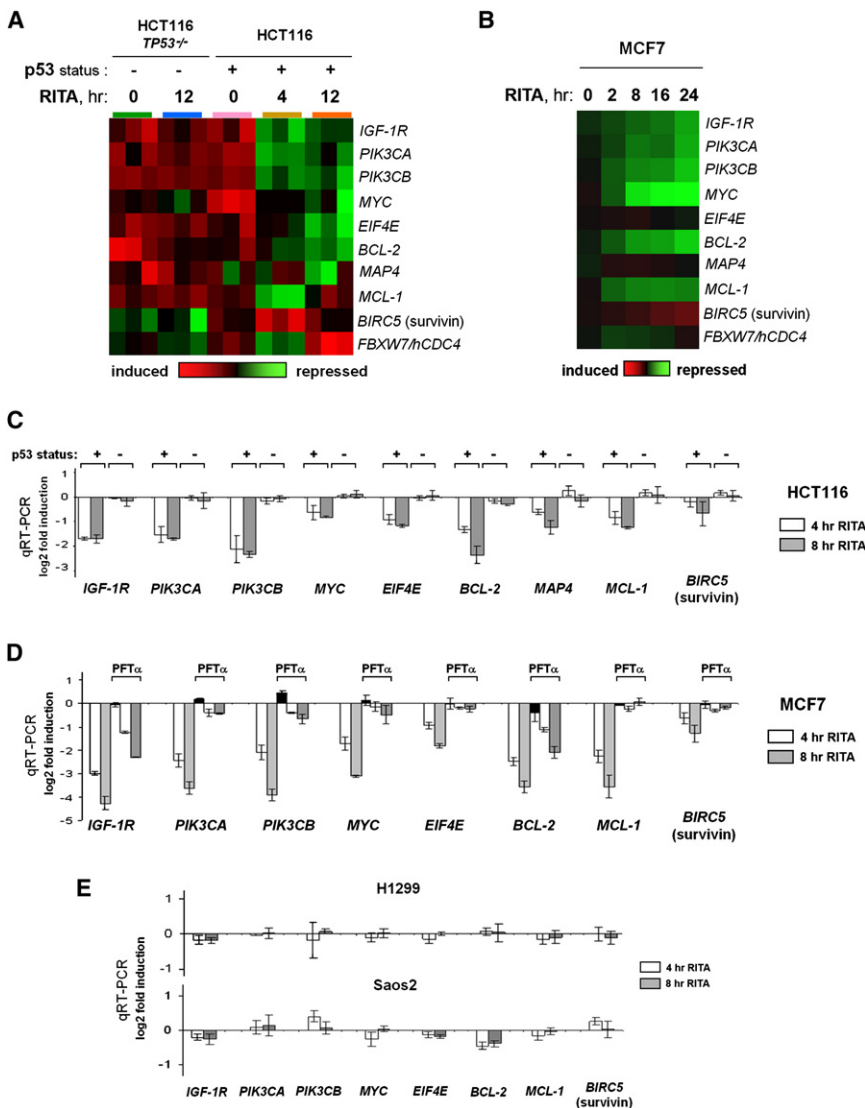 A
HCT116
TP53-/-
HCT116
p53 status :
- - + + +
RITA, hr:
0 12 0 4 12
IGF-1R
PIK3CA
PIK3CB
MYC
EIF4E
BCL-2
MAP4
MCL-1
BIRC5 (survivin)
FBXW7/hCDC4
induced repressed
B
MCF7
RITA, hr: 0 2 8 16 24
IGF-1R
PIK3CA
PIK3CB
MYC
EIF4E
BCL-2
MAP4
MCL-1
BIRC5 (survivin)
FBXW7/hCDC4
induced repressed
C
p53 status: + - + - + - + - + - + - + - + - + -
qRT-PCR
log2 fold induction
1
0
-1
-2
-3
HCT116
4 hr RITA
8 hr RITA
IGF-1R PIK3CA PIK3CB MYC EIF4E BCL-2 MAP4 MCL-1 BIRC5
(survivin)
D
PFTα PFTα PFTα PFTα PFTα PFTα PFTα PFTα
qRT-PCR
log2 fold induction
1
0
-1
-2
-3
-4
-5
MCF7
4 hr RITA
8 hr RITA
IGF-1R PIK3CA PIK3CB MYC EIF4E BCL-2 MCL-1 BIRC5
(survivin)
E
H1299
qRT-PCR
log2 fold induction
1
0
-1
4 hr RITA
8 hr RITA
Saos2
1
0
-1
IGF-1R PIK3CA PIK3CB MYC EIF4E BCL-2 MCL-1 BIRC5
(survivin)